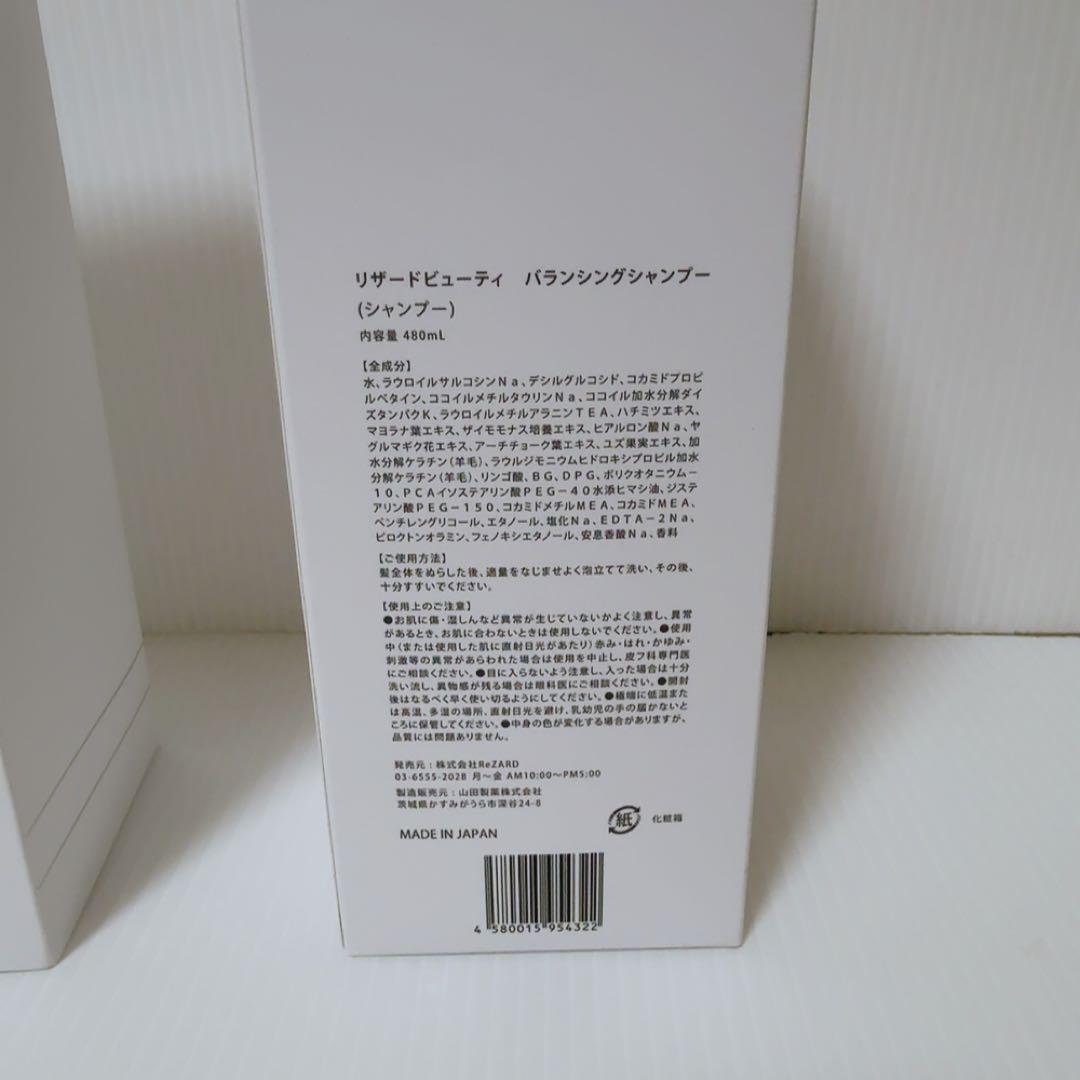 リザードビューティ　バランシングシャンプー
(シャンプー)
内容量 480mL
【全成分】
水、ラウロイルサルコシンNa、デシルグルコシド、コカミドプロピ
ルベタイン、ココイルメチルタウリンNa、ココイル加水分解ダイ
ズタンパクK、ラウロイルメチルアラニンTEA、ハチミツエキス、
マヨラナ葉エキス、ザイモモナス培養エキス、ヒアルロン酸Na、ヤ
グルマギク花エキス、アーチチョーク葉エキス、ユズ果実エキス、加
水分解ケラチン(羊毛)、ラウルジモニウムヒドロキシプロピル加水
分解ケラチン(羊毛)、リンゴ酸、BG、DPG、ポリクオタニウム－
10、PCAイソステアリン酸PEG－40水添ヒマシ油、ジステ
アリン酸PEG－150、コカミドメチルMEA、コカミドMEA、
ペンチレングリコール、エタノール、塩化Na、EDTA－2Na、
ピロクトンオラミン、フェノキシエタノール、安息香酸Na、香料
【ご使用方法】
髪全体をぬらした後、適量をなじませよく泡立てて洗い、その後、
十分すすいでください。
【使用上のご注意】
●お肌に傷・湿しんなど異常が生じていないかよく注意し、異常
があるとき、お肌に合わないときは使用しないでください。●使用
中(または使用した肌に直射日光があたり)赤み・はれ・かゆみ・
刺激等の異常があらわれた場合は使用を中止し、皮フ科専門医
にご相談ください。●目に入らないよう注意し、入った場合は十分
洗い流し、異物感が残る場合は眼科医にご相談ください。●開封
後はなるべく早く使い切るようにしてください。●極端に低温また
は高温、多湿の場所、直射日光を避け、乳幼児の手の届かないと
ころに保管してください。●中身の色が変化する場合がありますが、
品質には問題ありません。
発売元：株式会社ReZARD
03-6555-2028 月～金 AM10:00～PM5:00
製造販売元：山田製薬株式会社
茨城県かすみがうら市深谷24-8
紙 化粧箱
MADE IN JAPAN
4 580015 954322